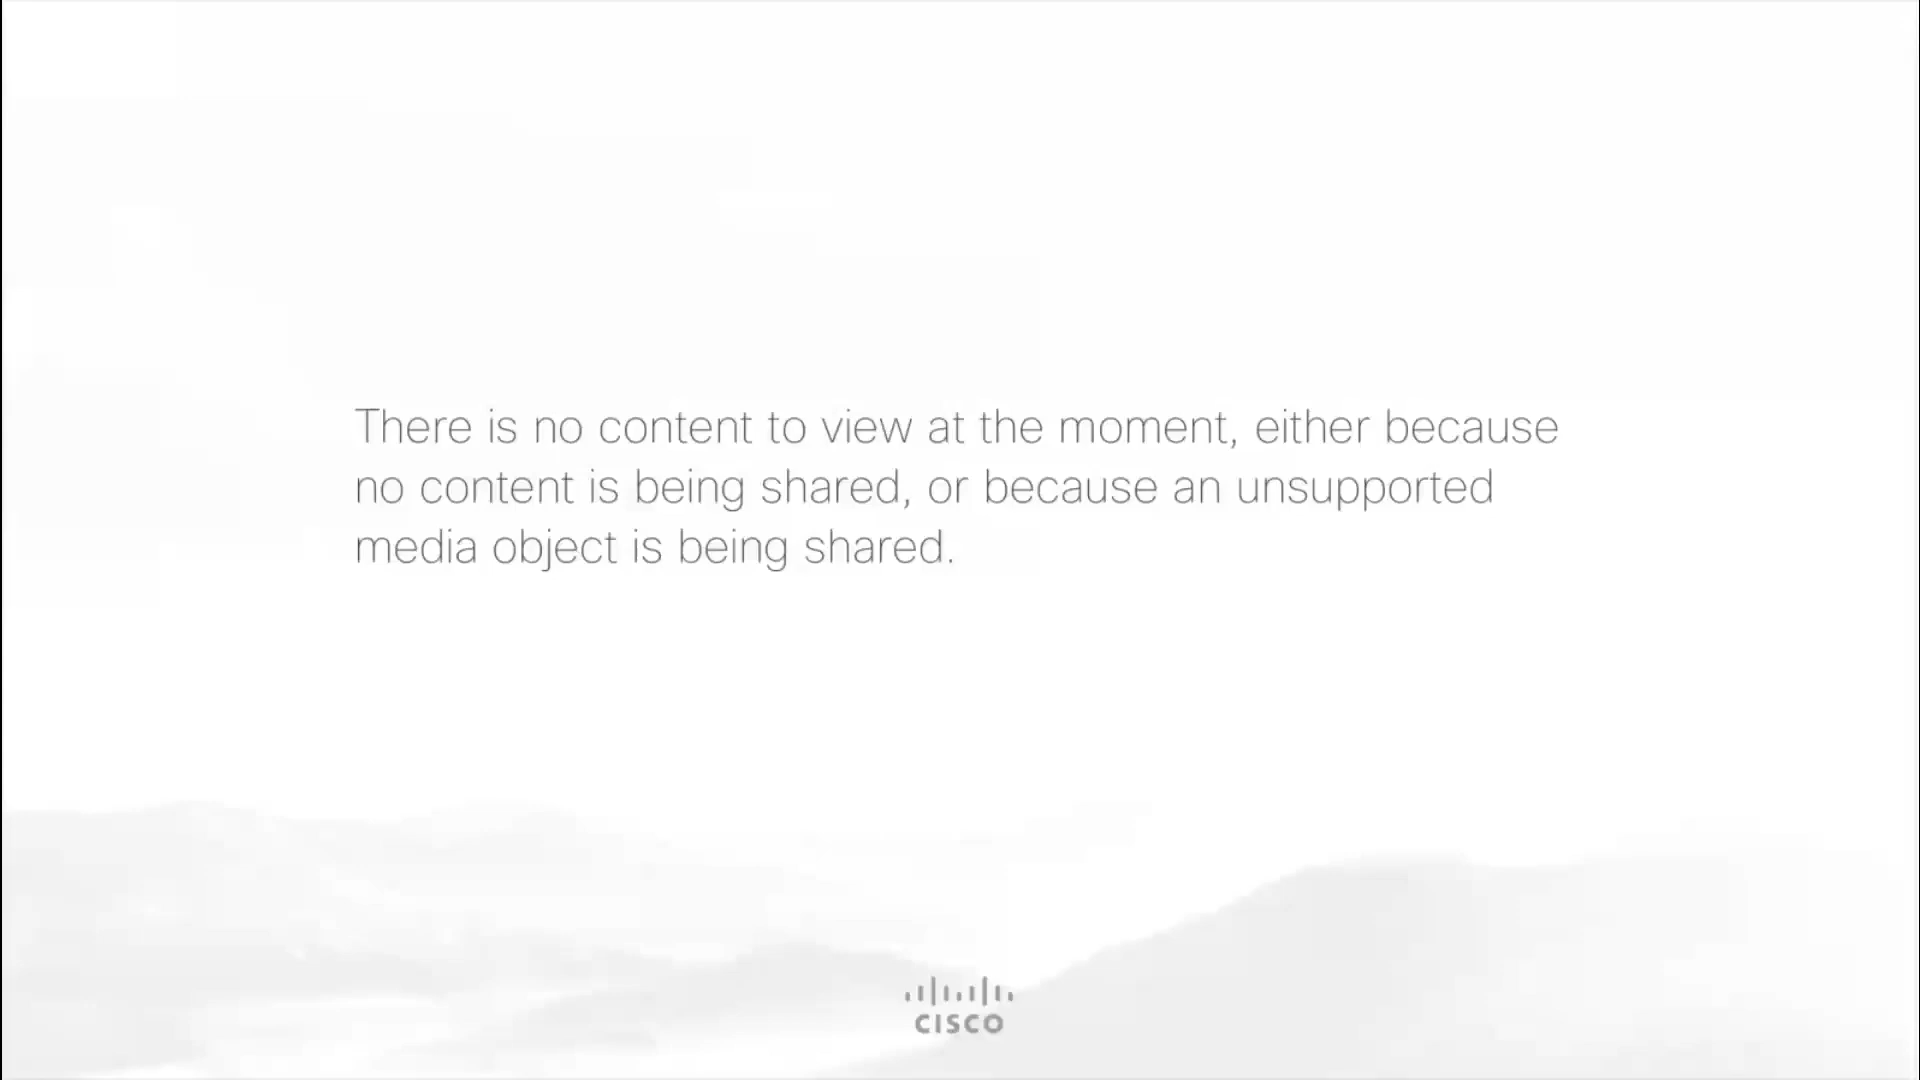 There is no content to view at the moment, either because
no content is being shared, or because an unsupported
media object is being shared.
CISCO